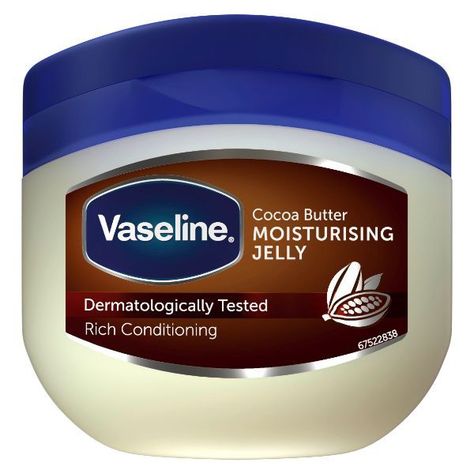 Vaseline.
Cocoa Butter
MOISTURISING
JELLY
Dermatologically Tested
Rich Conditioning
67522838